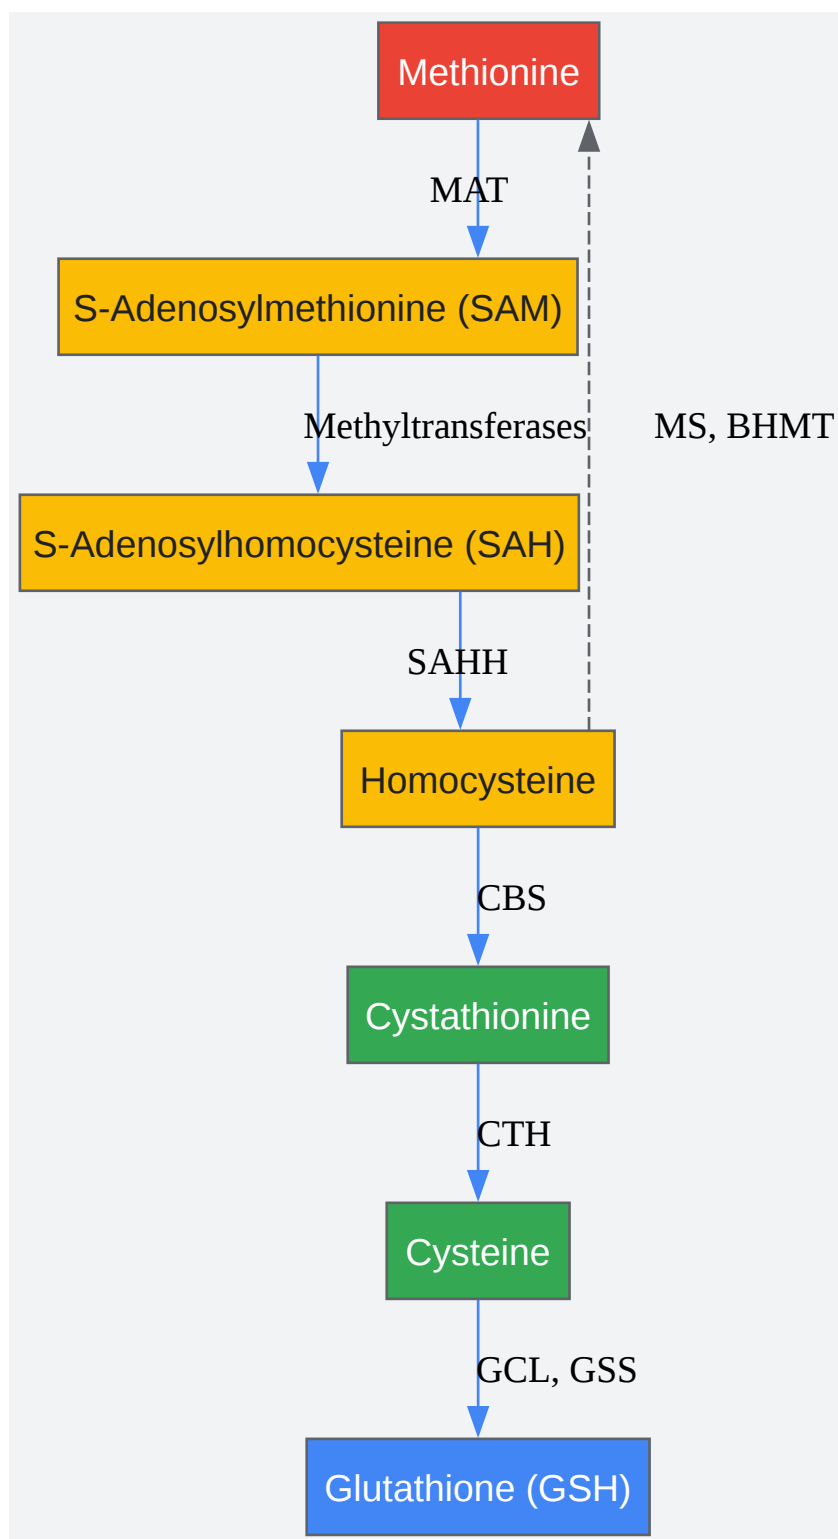 Methionine
MAT
S-Adenosylmethionine (SAM)
Methyltransferases
MS, BHMT
S-Adenosylhomocysteine (SAH)
SAHH
Homocysteine
CBS
Cystathionine
CTH
Cysteine
GCL, GSS
Glutathione (GSH)